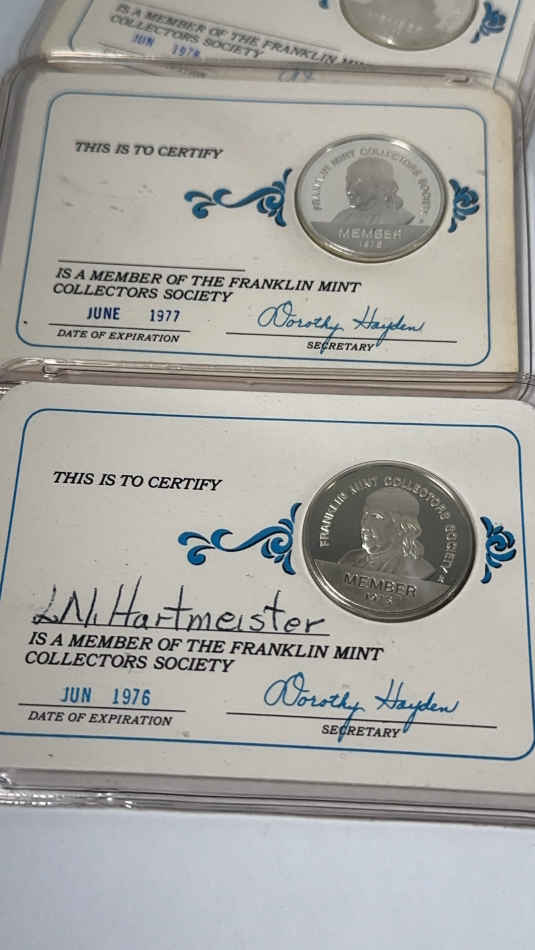 IS A MEMBER OF THE FRANKLIN MINT
COLLECTORS SOCIETY
JUN 1978
THIS IS TO CERTIFY
FRANKLIN MINT COLLECTORS SOCIETY
MEMBER
IS A MEMBER OF THE FRANKLIN MINT
COLLECTORS SOCIETY
JUNE 1977
Dorothy Hayden
DATE OF EXPIRATION
SECRETARY
THIS IS TO CERTIFY
FRANKLIN MINT COLLECTORS SOCIETY
MEMBER
L.N. Hartmeister
IS A MEMBER OF THE FRANKLIN MINT
COLLECTORS SOCIETY
JUN 1976
Dorothy Hayden
DATE OF EXPIRATION
SECRETARY